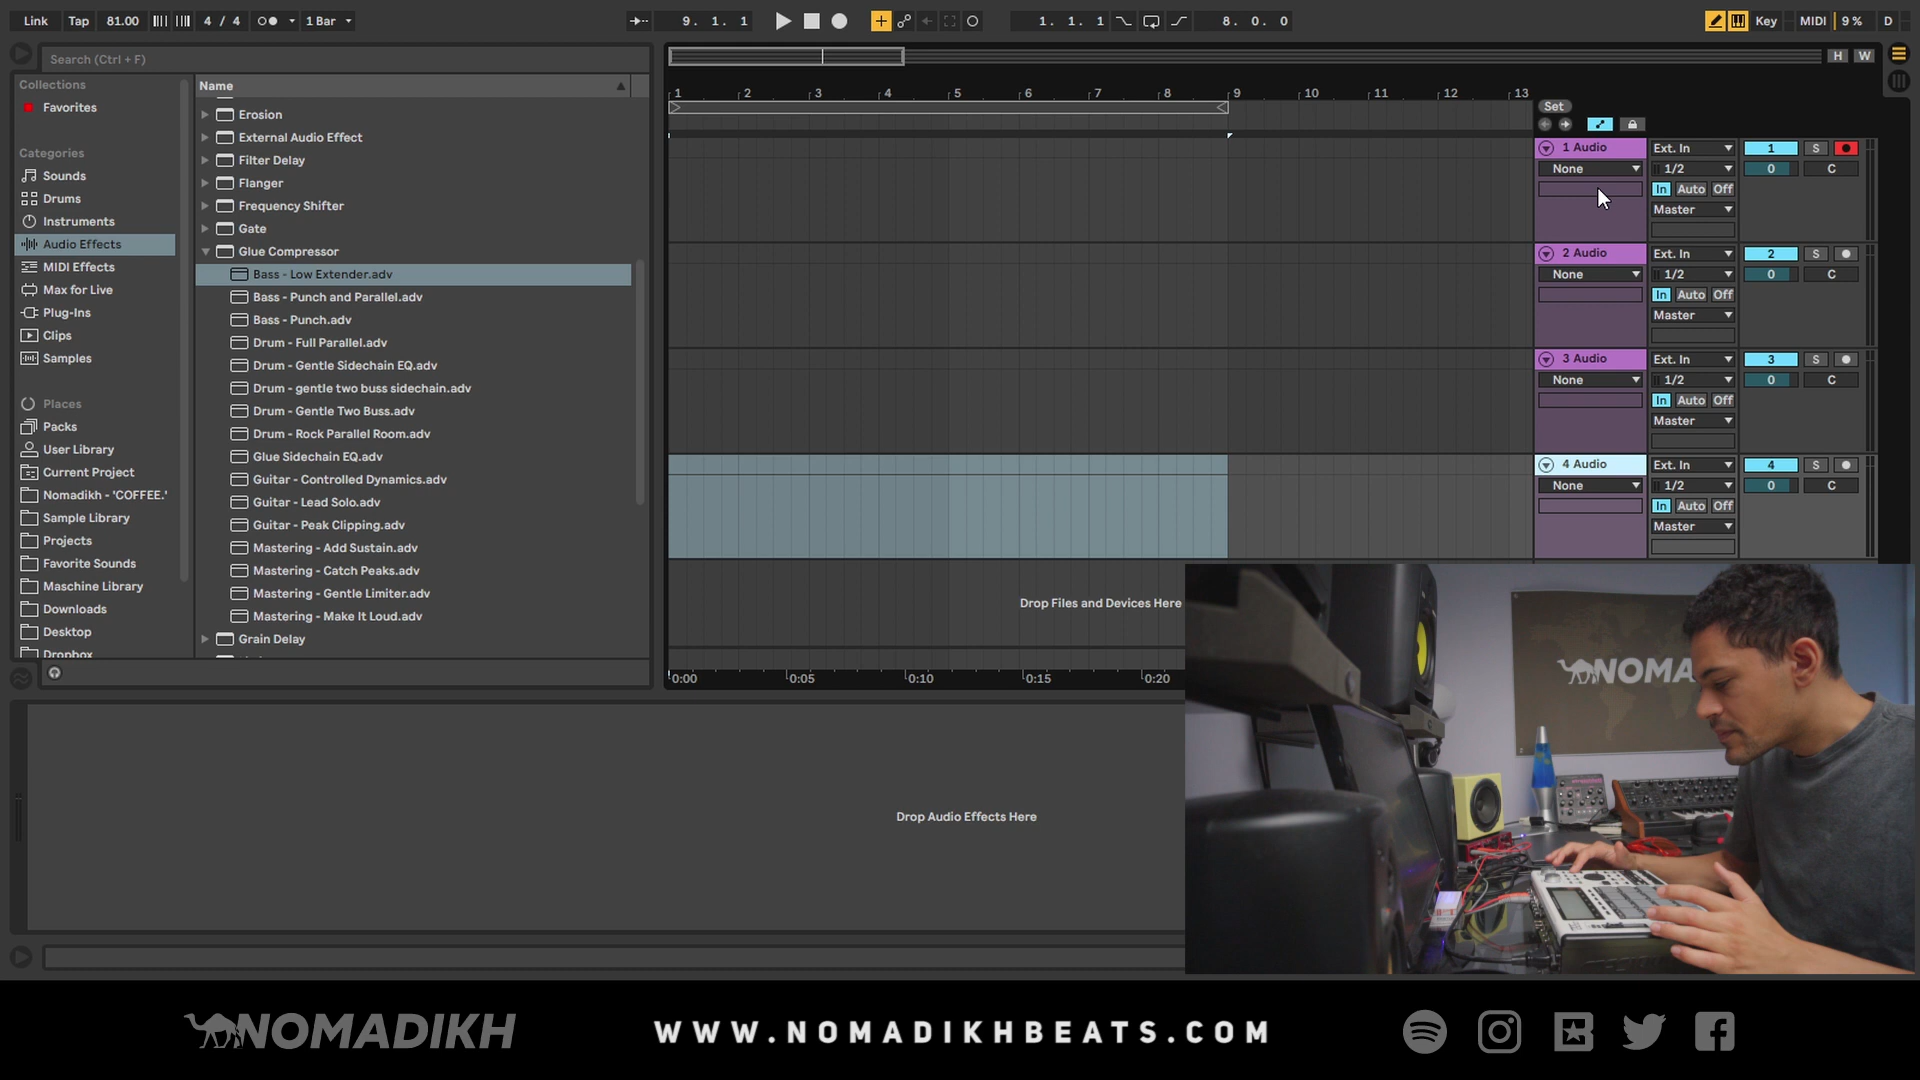 Link Tap 81.00 4 / 4 1 Bar 9. 1. 1 1. 1. 1 8. 0. 0 Key MIDI 9 % D
Search (Ctrl + F)
H W
Collections
Favorites
Categories
Sounds
Drums
Instruments
Audio Effects
MIDI Effects
Max for Live
Plug-Ins
Clips
Samples
Places
Packs
User Library
Current Project
Nomadikh - 'COFFEE.'
Sample Library
Projects
Favorite Sounds
Maschine Library
Downloads
Desktop
Dropbox
Name
Erosion
External Audio Effect
Filter Delay
Flanger
Frequency Shifter
Gate
Glue Compressor
Bass - Low Extender.adv
Bass - Punch and Parallel.adv
Bass - Punch.adv
Drum - Full Parallel.adv
Drum - Gentle Sidechain EQ.adv
Drum - gentle two buss sidechain.adv
Drum - Gentle Two Buss.adv
Drum - Rock Parallel Room.adv
Glue Sidechain EQ.adv
Guitar - Controlled Dynamics.adv
Guitar - Lead Solo.adv
Guitar - Peak Clipping.adv
Mastering - Add Sustain.adv
Mastering - Catch Peaks.adv
Mastering - Gentle Limiter.adv
Mastering - Make It Loud.adv
Grain Delay
1 2 3 4 5 6 7 8 9 10 11 12 13
Set
1 Audio Ext. In 1 S
None 1/2 0 C
In Auto Off
Master
2 Audio Ext. In 2 S
None 1/2 0 C
In Auto Off
Master
3 Audio Ext. In 3 S
None 1/2 0 C
In Auto Off
Master
4 Audio Ext. In 4 S
None 1/2 0 C
In Auto Off
Master
Drop Files and Devices Here
0:00 0:05 0:10 0:15 0:20
Drop Audio Effects Here
NOMA
NOMADIKH
WWW.NOMADIKHBEATS.COM